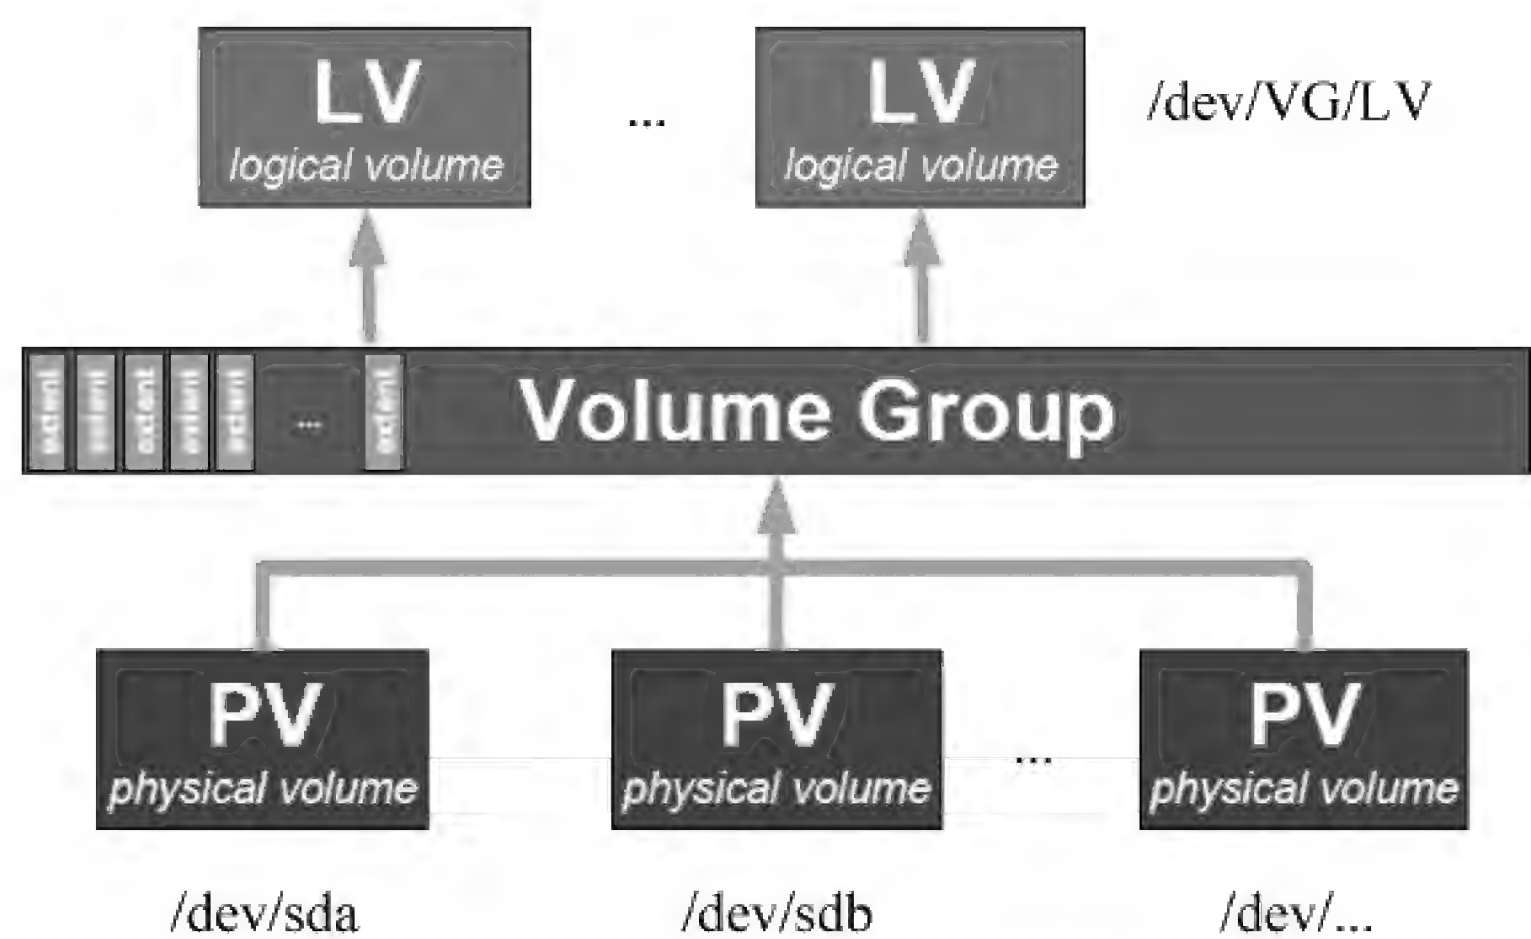 LV
logical volume
...
LV
logical volume
/dev/VG/LV
extent
extent
extent
extent
extent
...
extent
Volume Group
PV
physical volume
PV
physical volume
...
PV
physical volume
/dev/sda
/dev/sdb
/dev/...